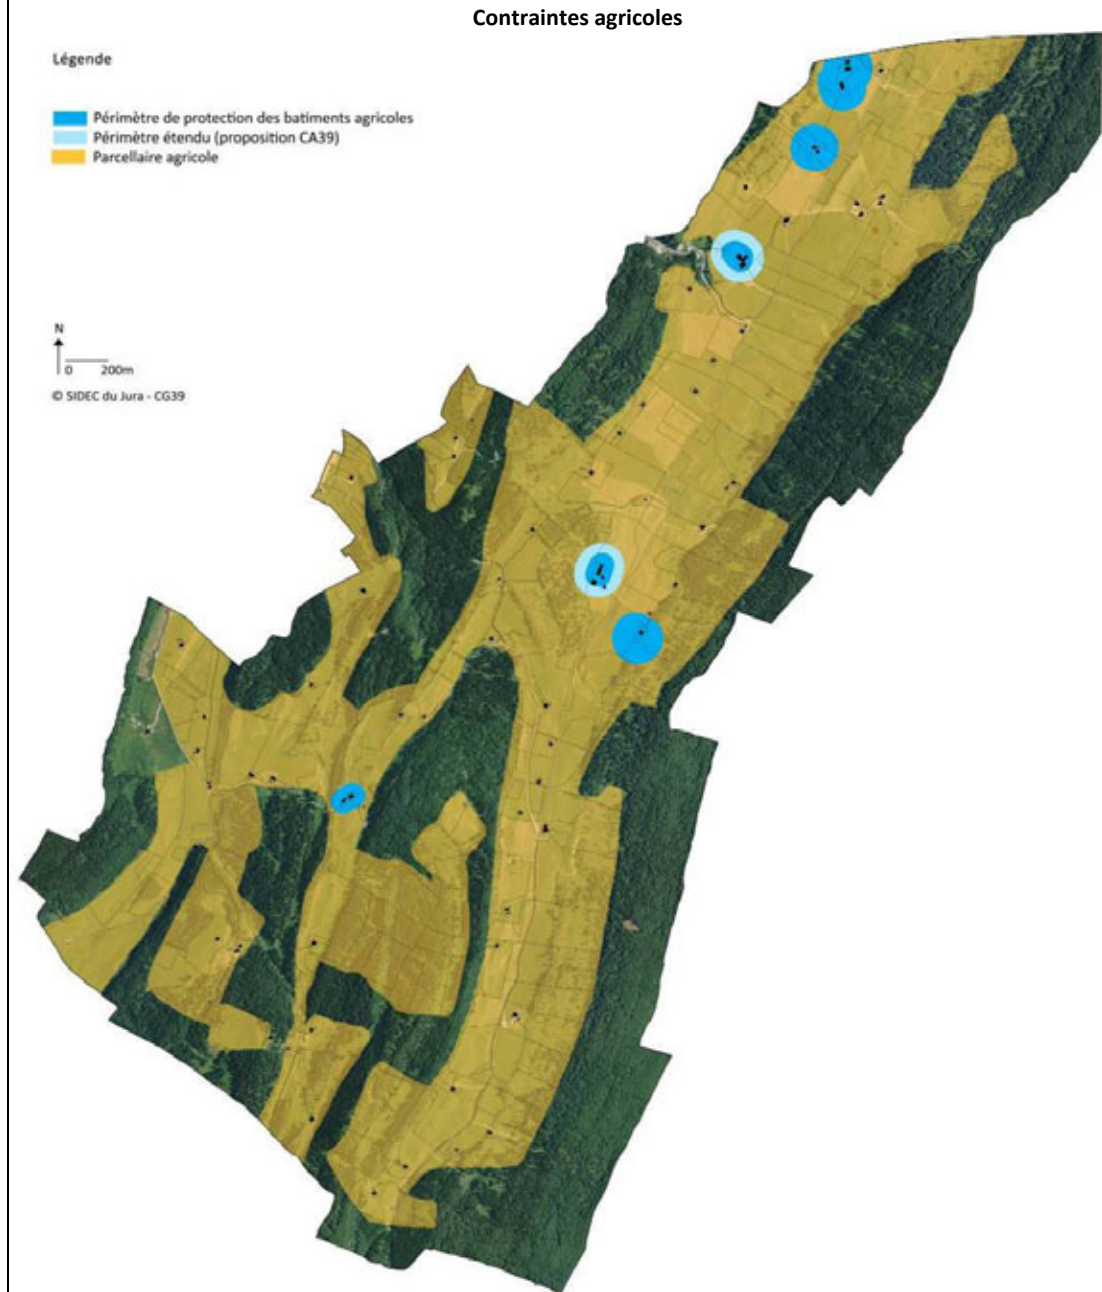 Contraintes agricoles
Légende
Périmètre de protection des batiments agricoles
Périmètre étendu (proposition CA39)
Parcellaire agricole
N
0 200m
© SIDEC du Jura - CG39